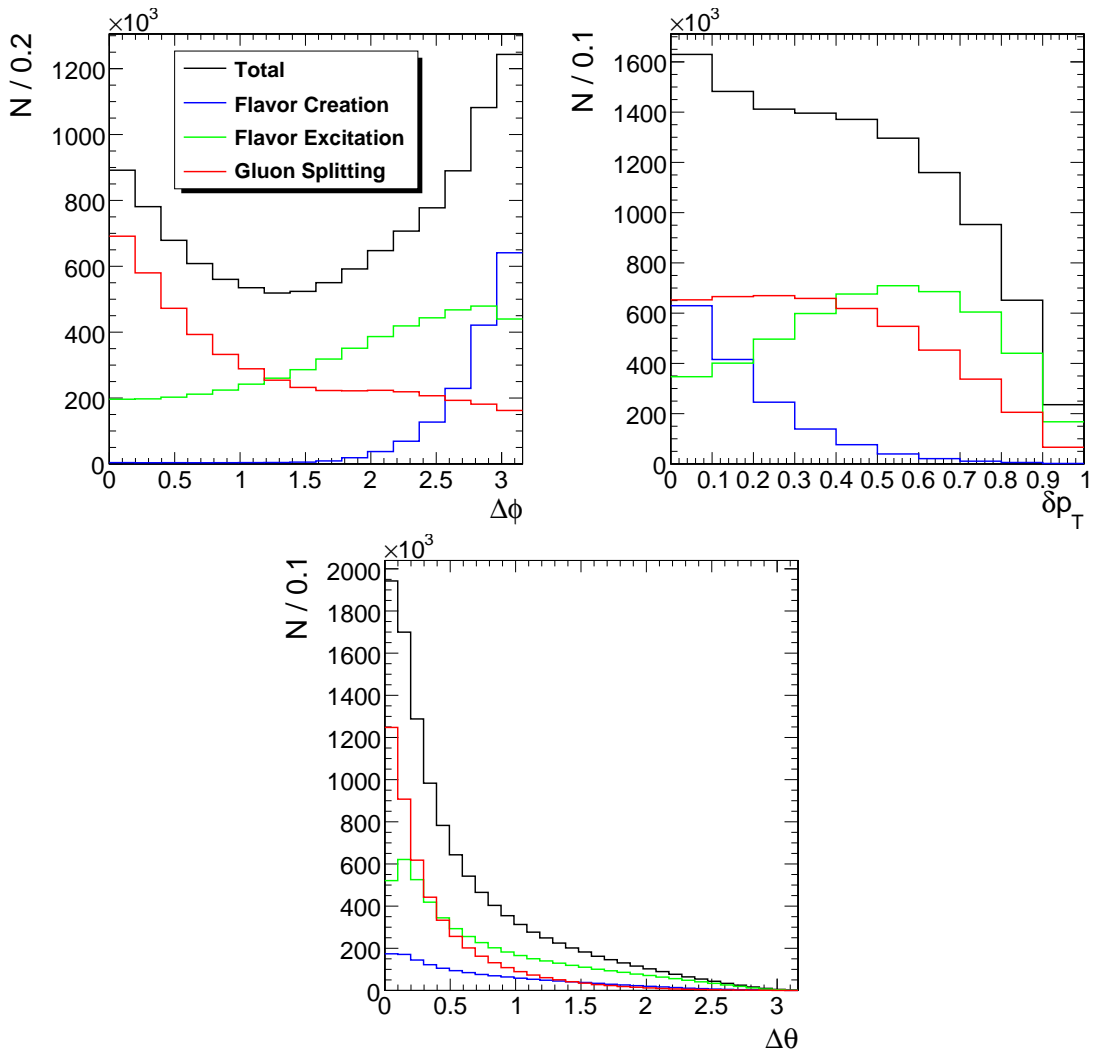 ×10³
N / 0.2
1200
1000
800
600
400
200
0
Total
Flavor Creation
Flavor Excitation
Gluon Splitting
0 0.5 1 1.5 2 2.5 3
Δϕ
×10³
N / 0.1
1600
1400
1200
1000
800
600
400
200
0
0 0.1 0.2 0.3 0.4 0.5 0.6 0.7 0.8 0.9 1
δp_T
×10³
N / 0.1
2000
1800
1600
1400
1200
1000
800
600
400
200
0
0 0.5 1 1.5 2 2.5 3
Δθ